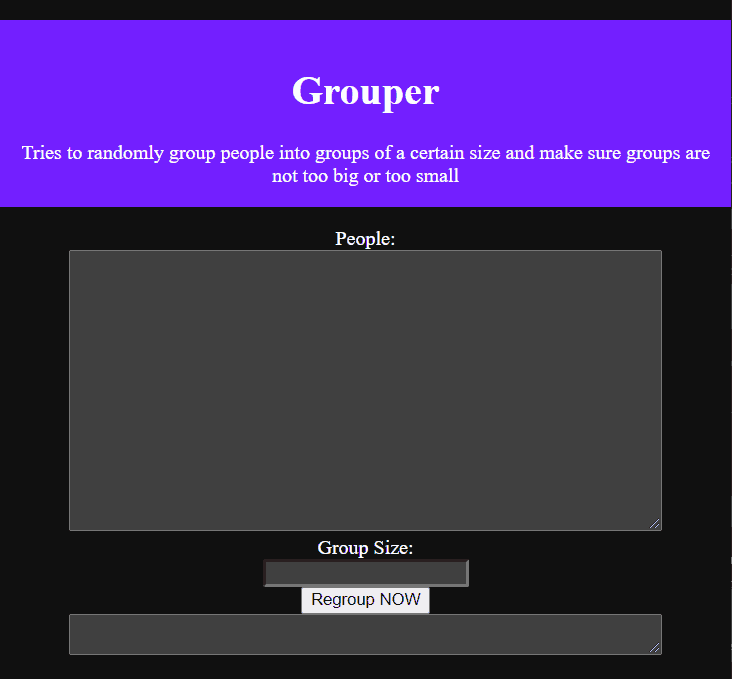 Grouper
Tries to randomly group people into groups of a certain size and make sure groups are
not too big or too small
People:
Group Size:
Regroup NOW